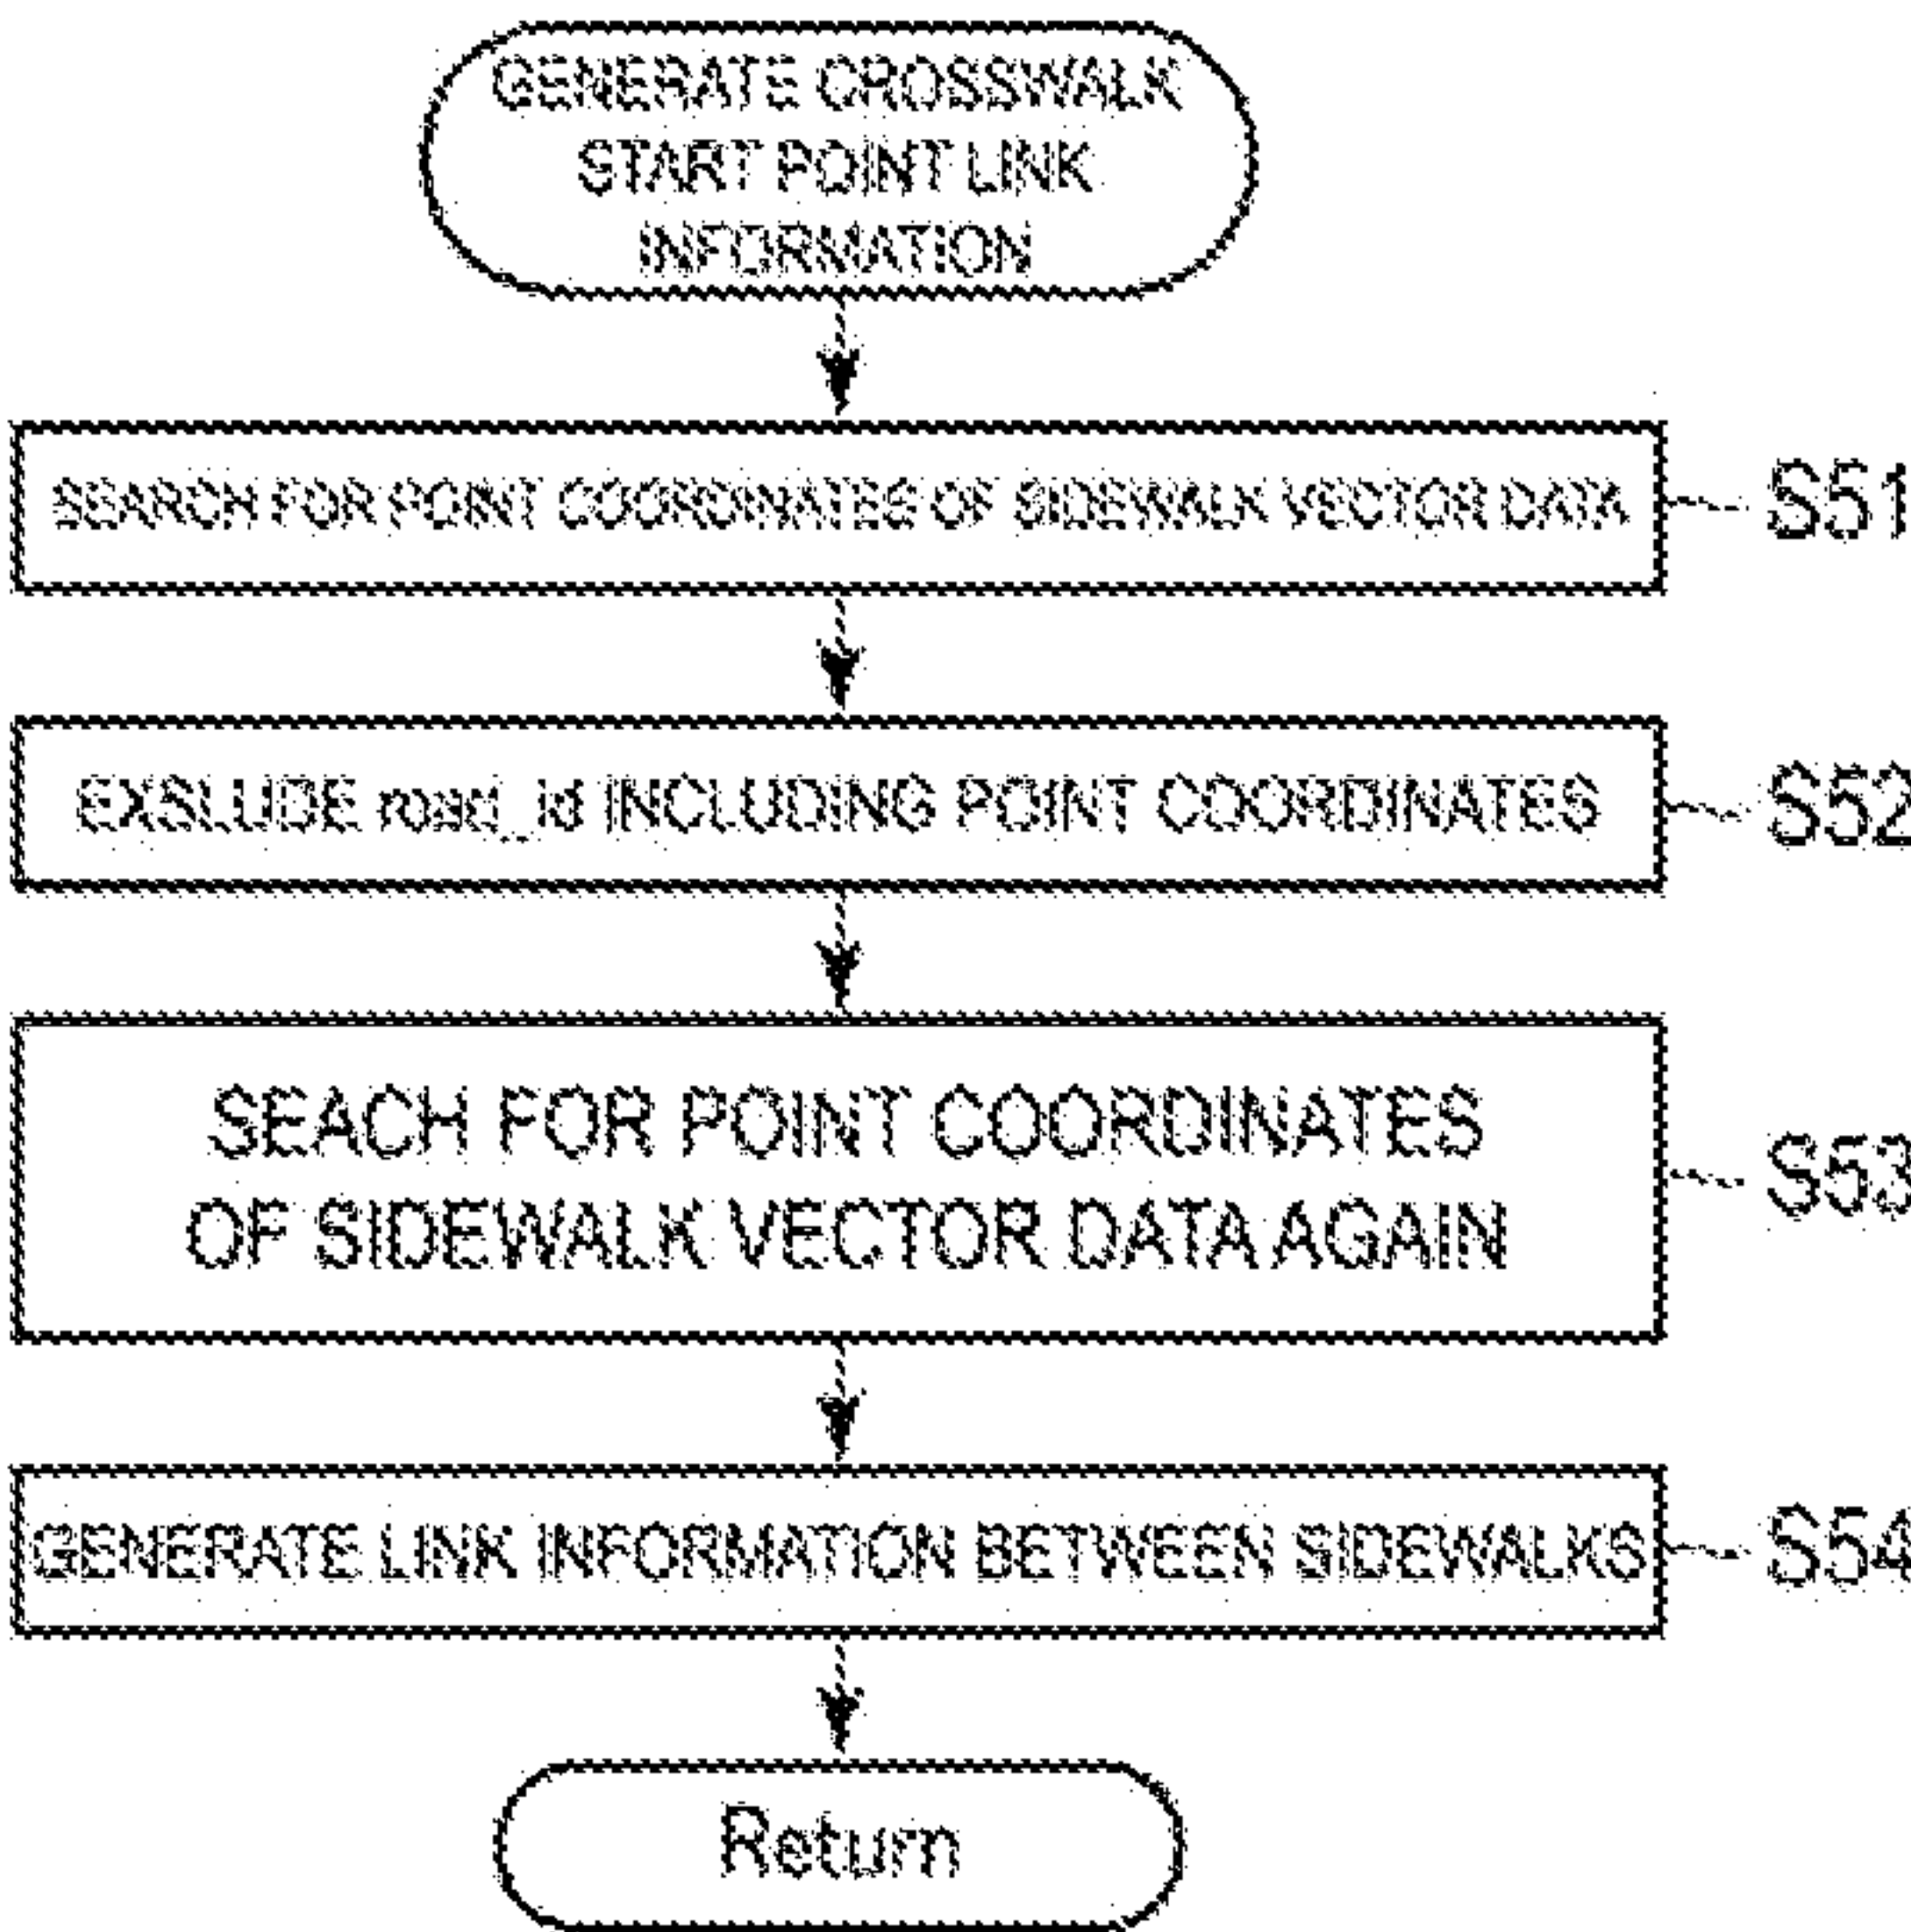 GENERATE CROSSWALK
START POINT LINK
INFORMATION
SEARCH FOR POINT COORDINATES OF SIDEWALK VECTOR DATA
S51
EXSLUDE road_id INCLUDING POINT COORDINATES
S52
SEACH FOR POINT COORDINATES
OF SIDEWALK VECTOR DATA AGAIN
S53
GENERATE LINK INFORMATION BETWEEN SIDEWALKS
S54
Return